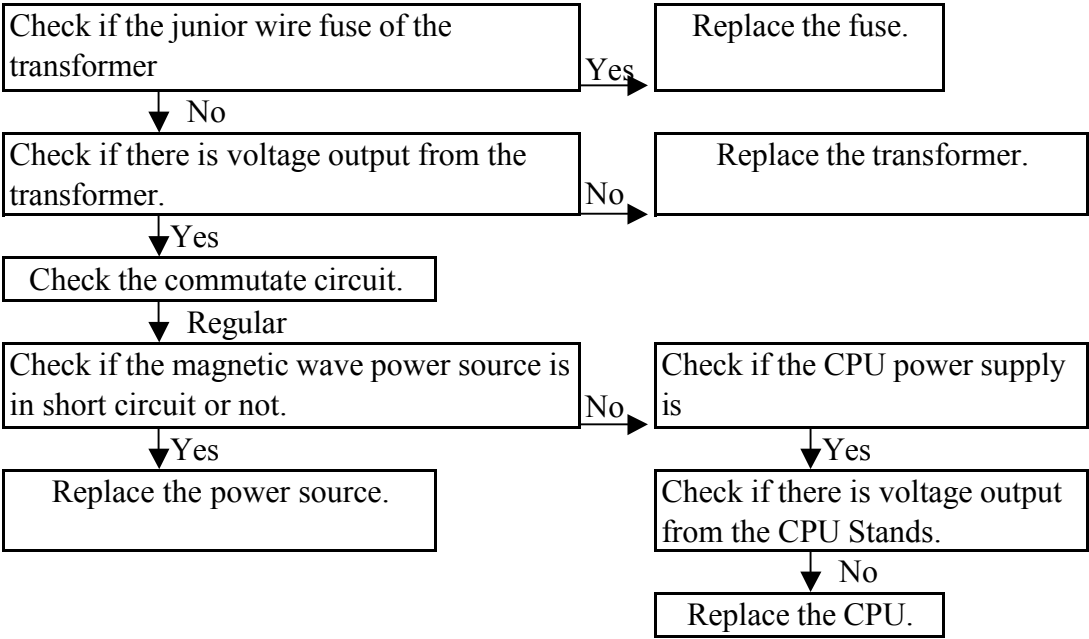 Check if the junior wire fuse of the
transformer
Yes
Replace the fuse.
No
Check if there is voltage output from the
transformer.
No
Replace the transformer.
Yes
Check the commutate circuit.
Regular
Check if the magnetic wave power source is
in short circuit or not.
No
Check if the CPU power supply
is
Yes
Replace the power source.
Yes
Check if there is voltage output
from the CPU Stands.
No
Replace the CPU.